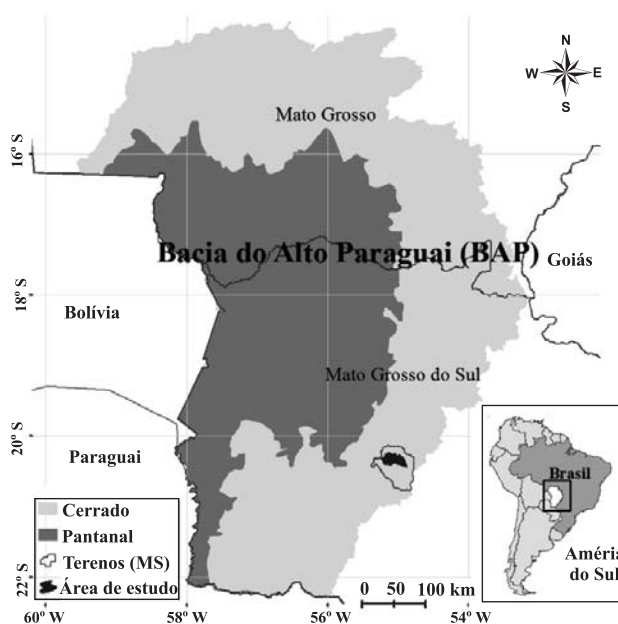 N
W E
S
Mato Grosso
16° S
Bacia do Alto Paraguai (BAP)
Goiás
18° S
Bolívia
Mato Grosso do Sul
20° S
Paraguai
Brasil
Cerrado
Pantanal
Terenos (MS)
Área de estudo
Améria
do Sul
22° S
0 50 100 km
60° W 58° W 56° W 54° W